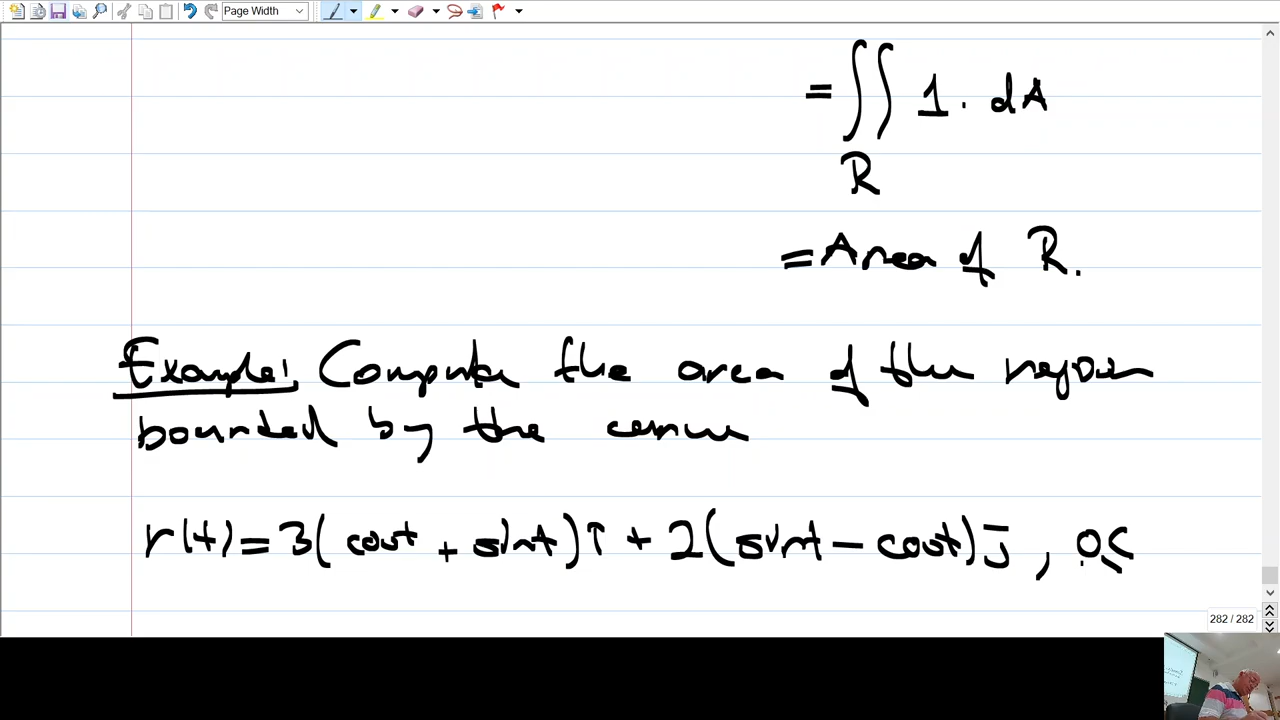 Page Width
= ∬ 1. dA
R
= Area of R.
Example: Compute the area of the region
bounded by the curve
r(t) = 3(cost + sint)i + 2(sint - cost)j , 0≤
282 / 282